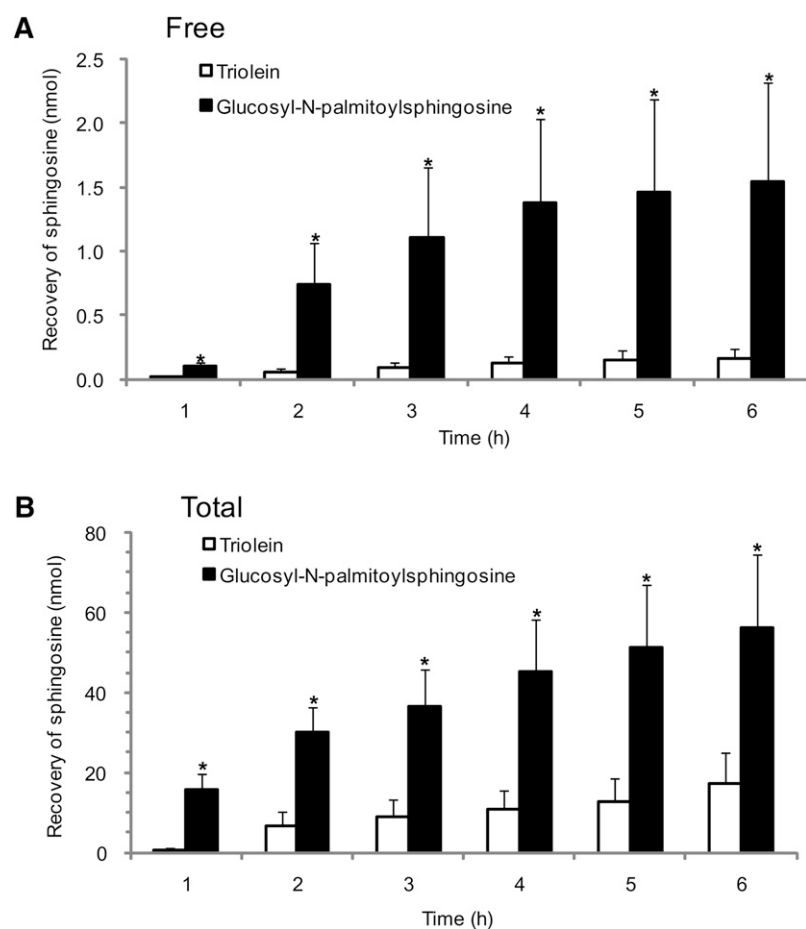 A Free
2.5
2.0
1.5
1.0
0.5
0.0
Recovery of sphingosine (nmol)
Triolein
Glucosyl-N-palmitoylsphingosine
* * * * * *
1 2 3 4 5 6
Time (h)
B Total
80
60
40
20
0
Recovery of sphingosine (nmol)
Triolein
Glucosyl-N-palmitoylsphingosine
* * * * * *
1 2 3 4 5 6
Time (h)